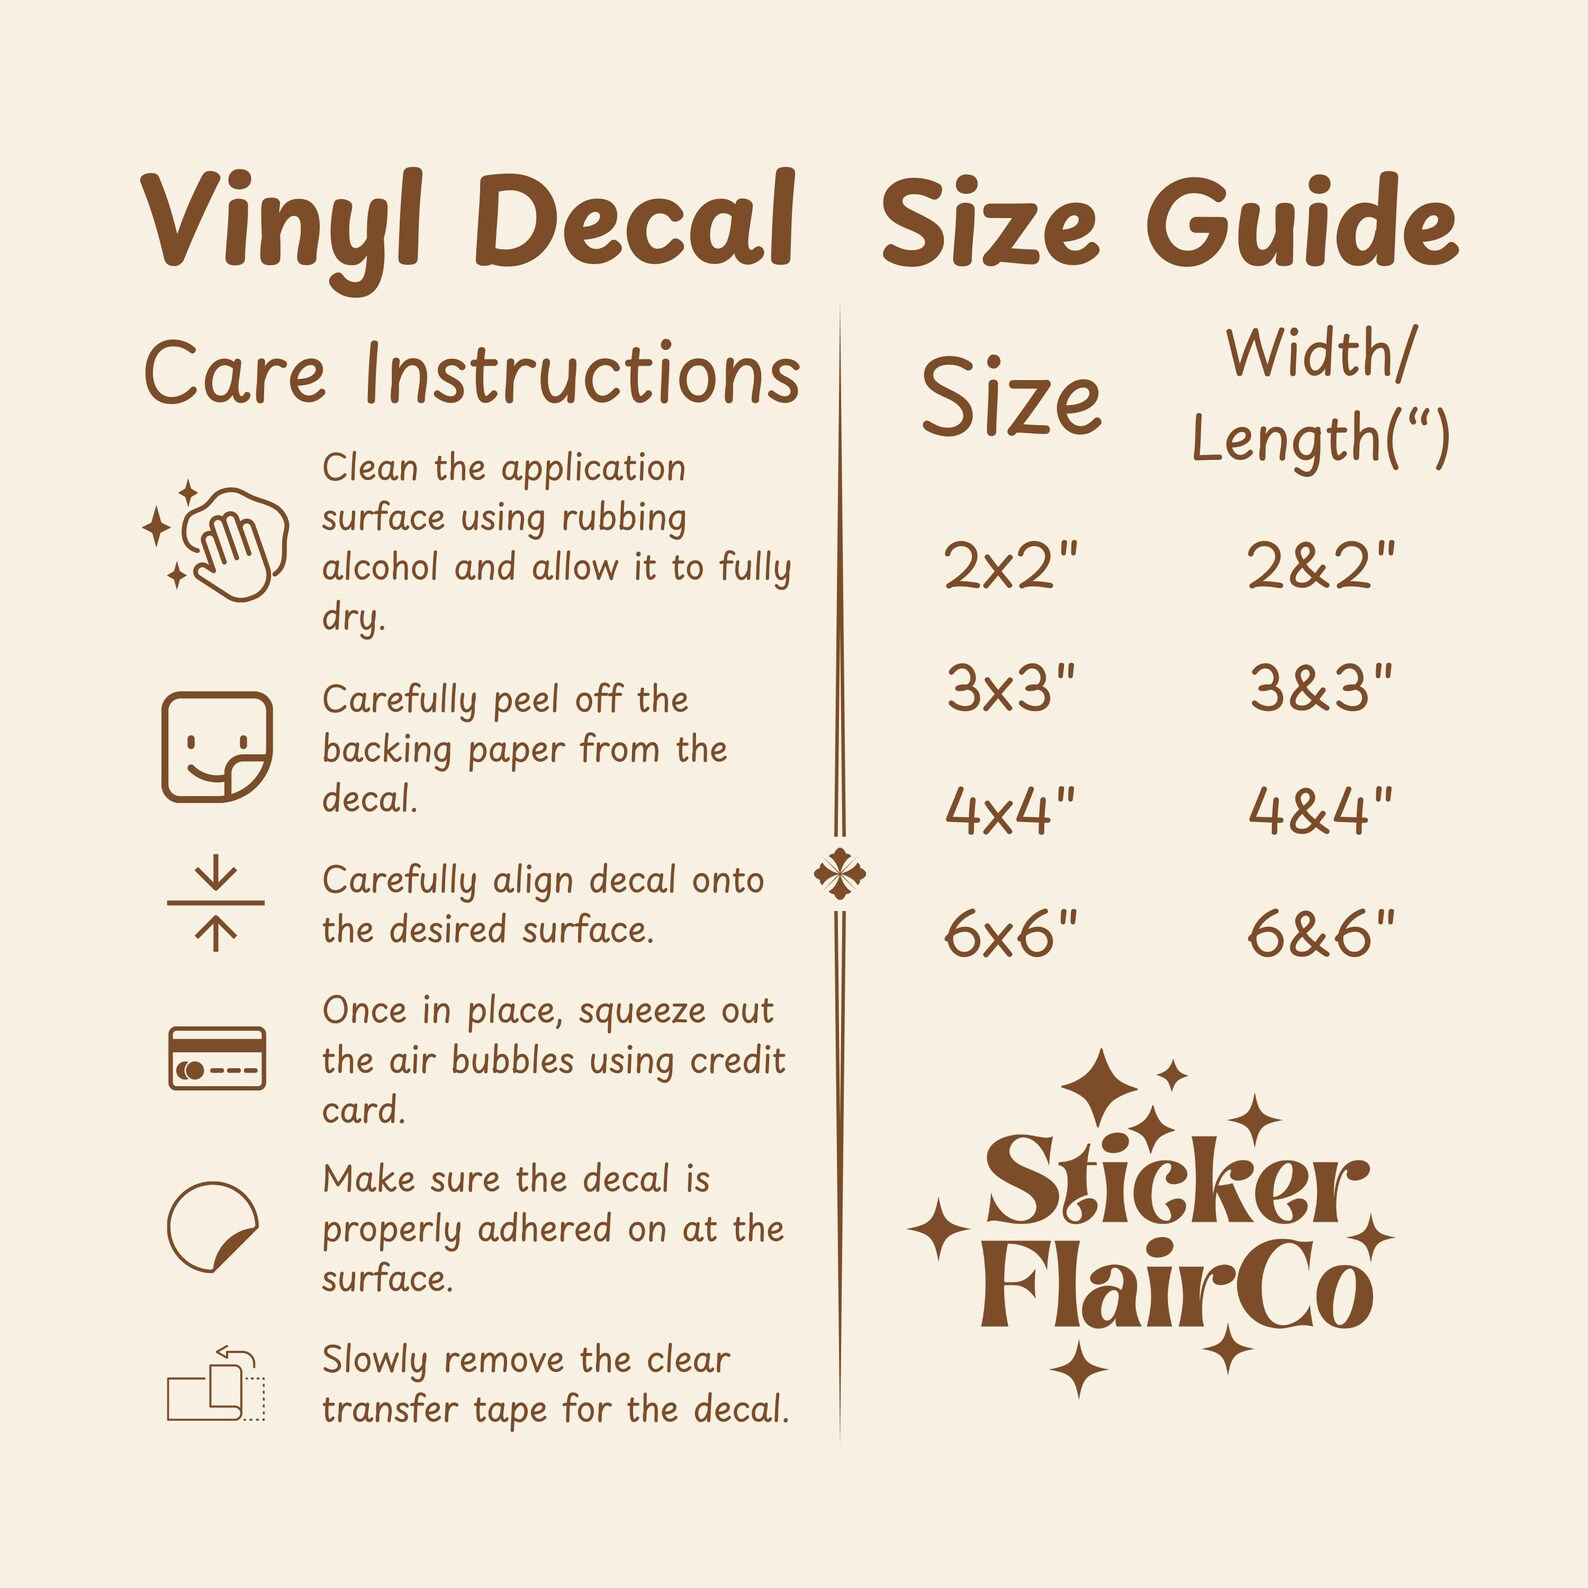 Vinyl Decal
Care Instructions
Clean the application
surface using rubbing
alcohol and allow it to fully
dry.
Carefully peel off the
backing paper from the
decal.
Carefully align decal onto
the desired surface.
Once in place, squeeze out
the air bubbles using credit
card.
Make sure the decal is
properly adhered on at the
surface.
Slowly remove the clear
transfer tape for the decal.
Size Guide
Size
Width/
Length(“)
2x2" 2&2"
3x3" 3&3"
4x4" 4&4"
6x6" 6&6"
Sticker
FlairCo